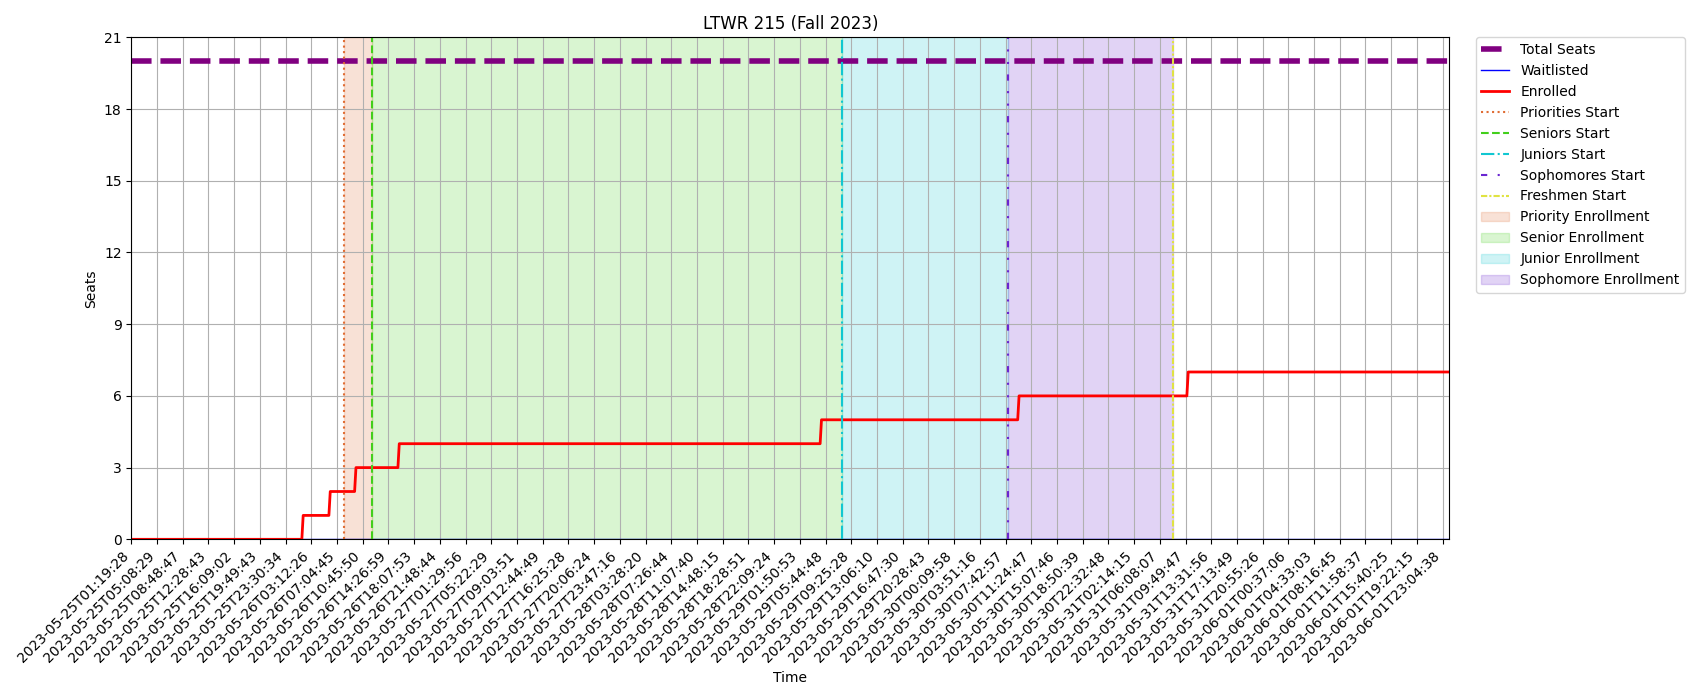 LTWR 215 (Fall 2023)
21
18
15
12
9
6
3
0
Seats
Total Seats
Waitlisted
Enrolled
Priorities Start
Seniors Start
Juniors Start
Sophomores Start
Freshmen Start
Priority Enrollment
Senior Enrollment
Junior Enrollment
Sophomore Enrollment
2023-05-25T01:19:28
2023-05-25T05:08:29
2023-05-25T08:48:47
2023-05-25T12:28:43
2023-05-25T16:09:02
2023-05-25T19:49:43
2023-05-25T23:30:34
2023-05-26T03:12:26
2023-05-26T07:04:45
2023-05-26T10:45:50
2023-05-26T14:26:59
2023-05-26T18:07:53
2023-05-26T21:48:44
2023-05-27T01:29:56
2023-05-27T05:22:29
2023-05-27T09:03:51
2023-05-27T12:44:49
2023-05-27T16:25:28
2023-05-27T20:06:24
2023-05-27T23:47:16
2023-05-28T03:28:20
2023-05-28T07:26:44
2023-05-28T11:07:40
2023-05-28T14:48:15
2023-05-28T18:28:51
2023-05-28T22:09:24
2023-05-29T01:50:53
2023-05-29T05:44:48
2023-05-29T09:25:28
2023-05-29T13:06:10
2023-05-29T16:47:30
2023-05-29T20:28:43
2023-05-30T00:09:58
2023-05-30T03:51:16
2023-05-30T07:42:57
2023-05-30T11:24:47
2023-05-30T15:07:46
2023-05-30T18:50:39
2023-05-30T22:32:48
2023-05-31T02:14:15
2023-05-31T06:08:07
2023-05-31T09:49:47
2023-05-31T13:31:56
2023-05-31T17:13:49
2023-05-31T20:55:26
2023-06-01T00:37:06
2023-06-01T04:33:03
2023-06-01T08:16:45
2023-06-01T11:58:37
2023-06-01T15:40:25
2023-06-01T19:22:15
2023-06-01T23:04:38
Time